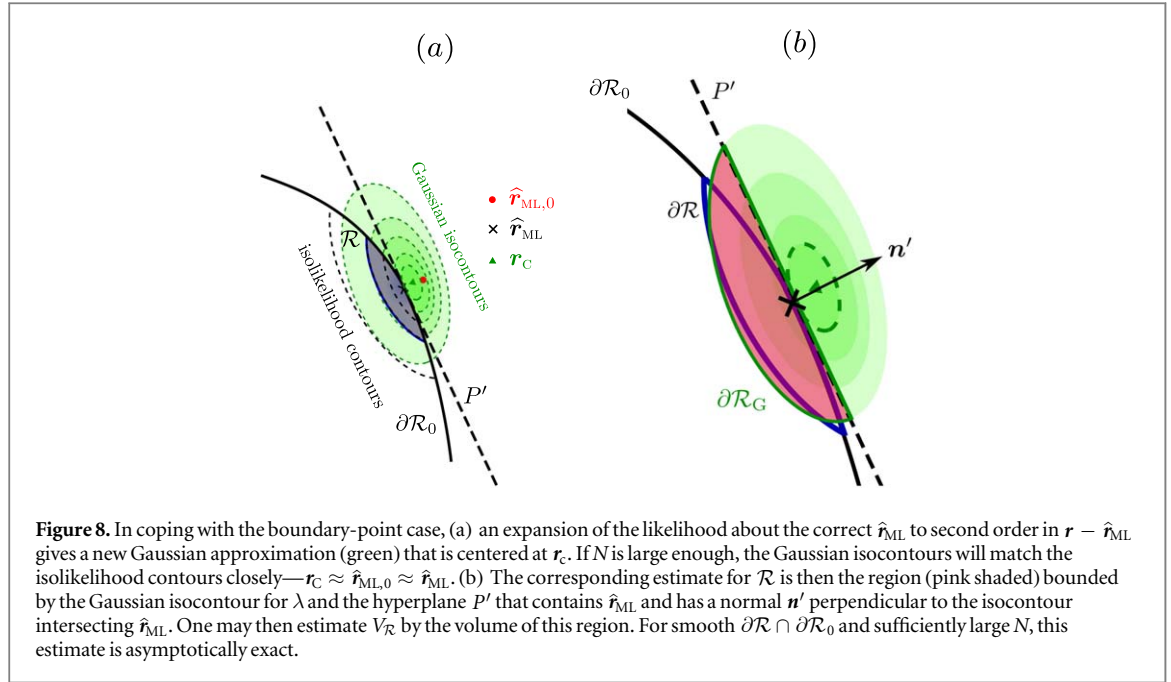 (a)
(b)
∂R₀
P′
Gaussian isocontours
r̂_ML,0
r̂_ML
r_C
R
isolikelihood contours
P′
∂R₀
∂R
n′
∂R_G
Figure 8. In coping with the boundary-point case, (a) an expansion of the likelihood about the correct r̂_ML to second order in r − r̂_ML
gives a new Gaussian approximation (green) that is centered at r_c. If N is large enough, the Gaussian isocontours will match the
isolikelihood contours closely—r_C ≈ r̂_ML,0 ≈ r̂_ML. (b) The corresponding estimate for R is then the region (pink shaded) bounded
by the Gaussian isocontour for λ and the hyperplane P′ that contains r̂_ML and has a normal n′ perpendicular to the isocontour
intersecting r̂_ML. One may then estimate V_R by the volume of this region. For smooth ∂R ∩ ∂R₀ and sufficiently large N, this
estimate is asymptotically exact.